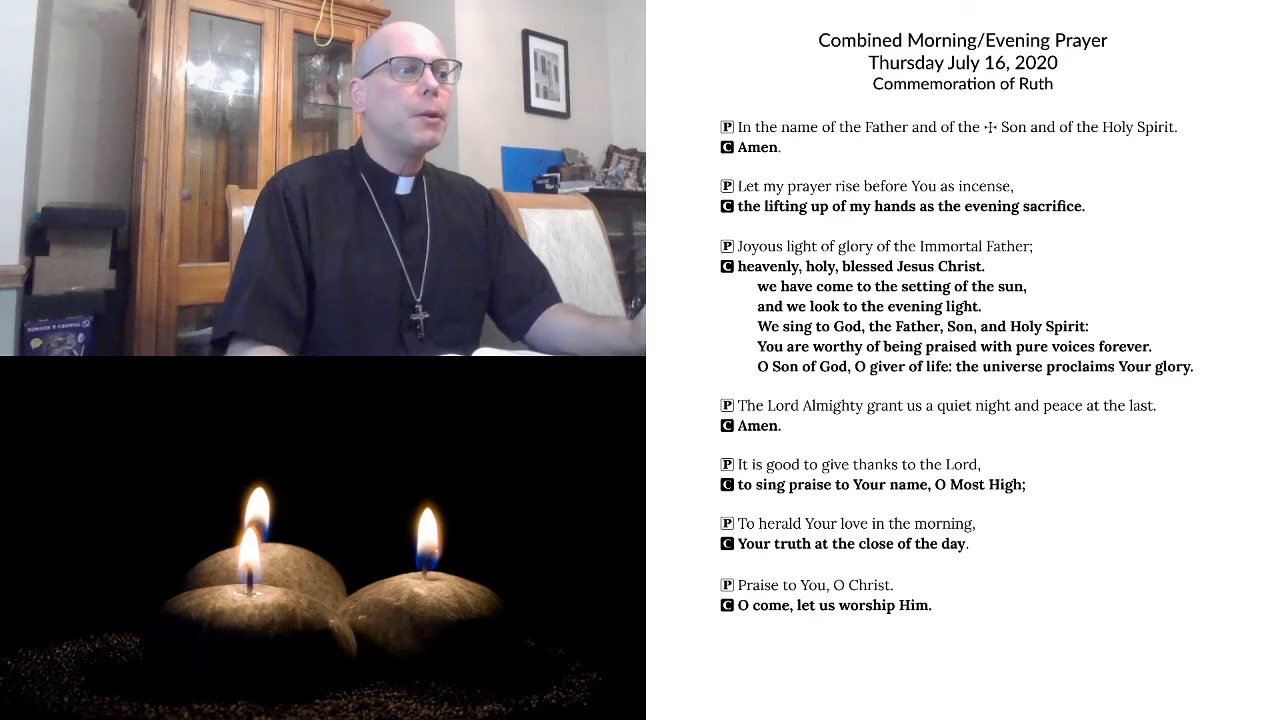 Combined Morning/Evening Prayer
Thursday July 16, 2020
Commemoration of Ruth
P In the name of the Father and of the ☩ Son and of the Holy Spirit.
C Amen.
P Let my prayer rise before You as incense,
C the lifting up of my hands as the evening sacrifice.
P Joyous light of glory of the Immortal Father;
C heavenly, holy, blessed Jesus Christ.
we have come to the setting of the sun,
and we look to the evening light.
We sing to God, the Father, Son, and Holy Spirit:
You are worthy of being praised with pure voices forever.
O Son of God, O giver of life: the universe proclaims Your glory.
P The Lord Almighty grant us a quiet night and peace at the last.
C Amen.
P It is good to give thanks to the Lord,
C to sing praise to Your name, O Most High;
P To herald Your love in the morning,
C Your truth at the close of the day.
P Praise to You, O Christ.
C O come, let us worship Him.
THAMES & KOSMOS